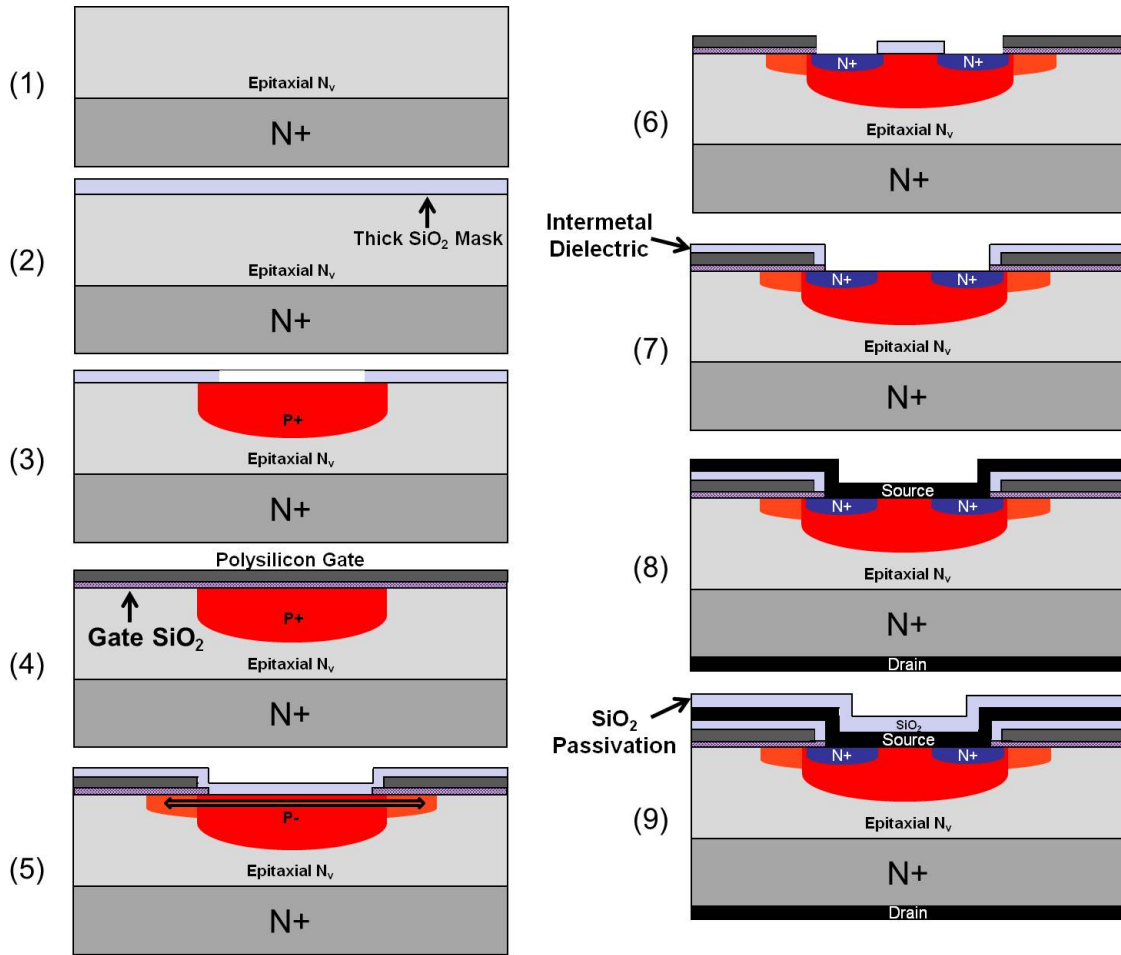 (1)
Epitaxial Nᵥ
N+
(2)
Thick SiO₂ Mask
Epitaxial Nᵥ
N+
(3)
P+
Epitaxial Nᵥ
N+
Polysilicon Gate
(4)
Gate SiO₂
P+
Epitaxial Nᵥ
N+
(5)
P-
Epitaxial Nᵥ
N+
(6)
N+ N+
Epitaxial Nᵥ
N+
Intermetal
Dielectric
(7)
N+ N+
Epitaxial Nᵥ
N+
(8)
Source
N+ N+
Epitaxial Nᵥ
N+
Drain
SiO₂
Passivation
(9)
SiO₂
Source
N+ N+
Epitaxial Nᵥ
N+
Drain